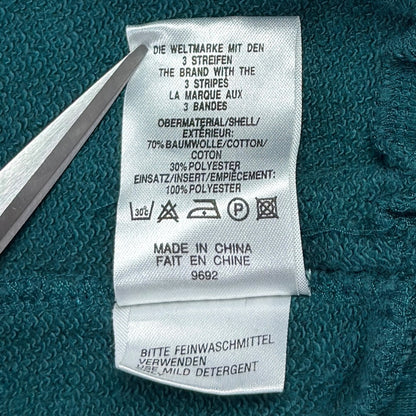 DIE WELTMARKE MIT DEN
3 STREIFEN
THE BRAND WITH THE
3 STRIPES
LA MARQUE AUX
3 BANDES
OBERMATERIAL/SHELL/
EXTÉRIEUR:
70% BAUMWOLLE/COTTON/
COTON
30% POLYESTER
EINSATZ/INSERT/EMPIÈCEMENT:
100% POLYESTER
30°C P
MADE IN CHINA
FAIT EN CHINE
9692
BITTE FEINWASCHMITTEL
VERWENDEN
USE MILD DETERGENT